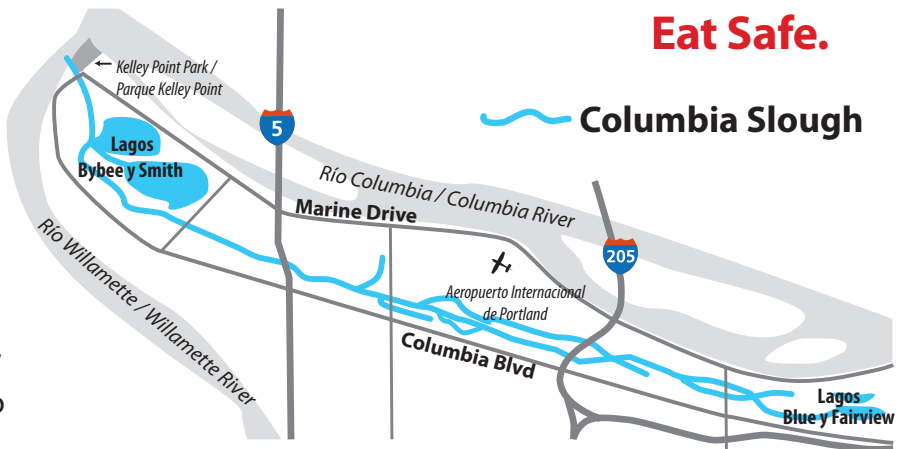 Eat Safe.
Kelley Point Park /
Parque Kelley Point
5
Columbia Slough
Lagos
Bybee y Smith
Río Columbia / Columbia River
Marine Drive
205
Río Willamette / Willamette River
Aeropuerto Internacional
de Portland
Columbia Blvd
Lagos
Blue y Fairview